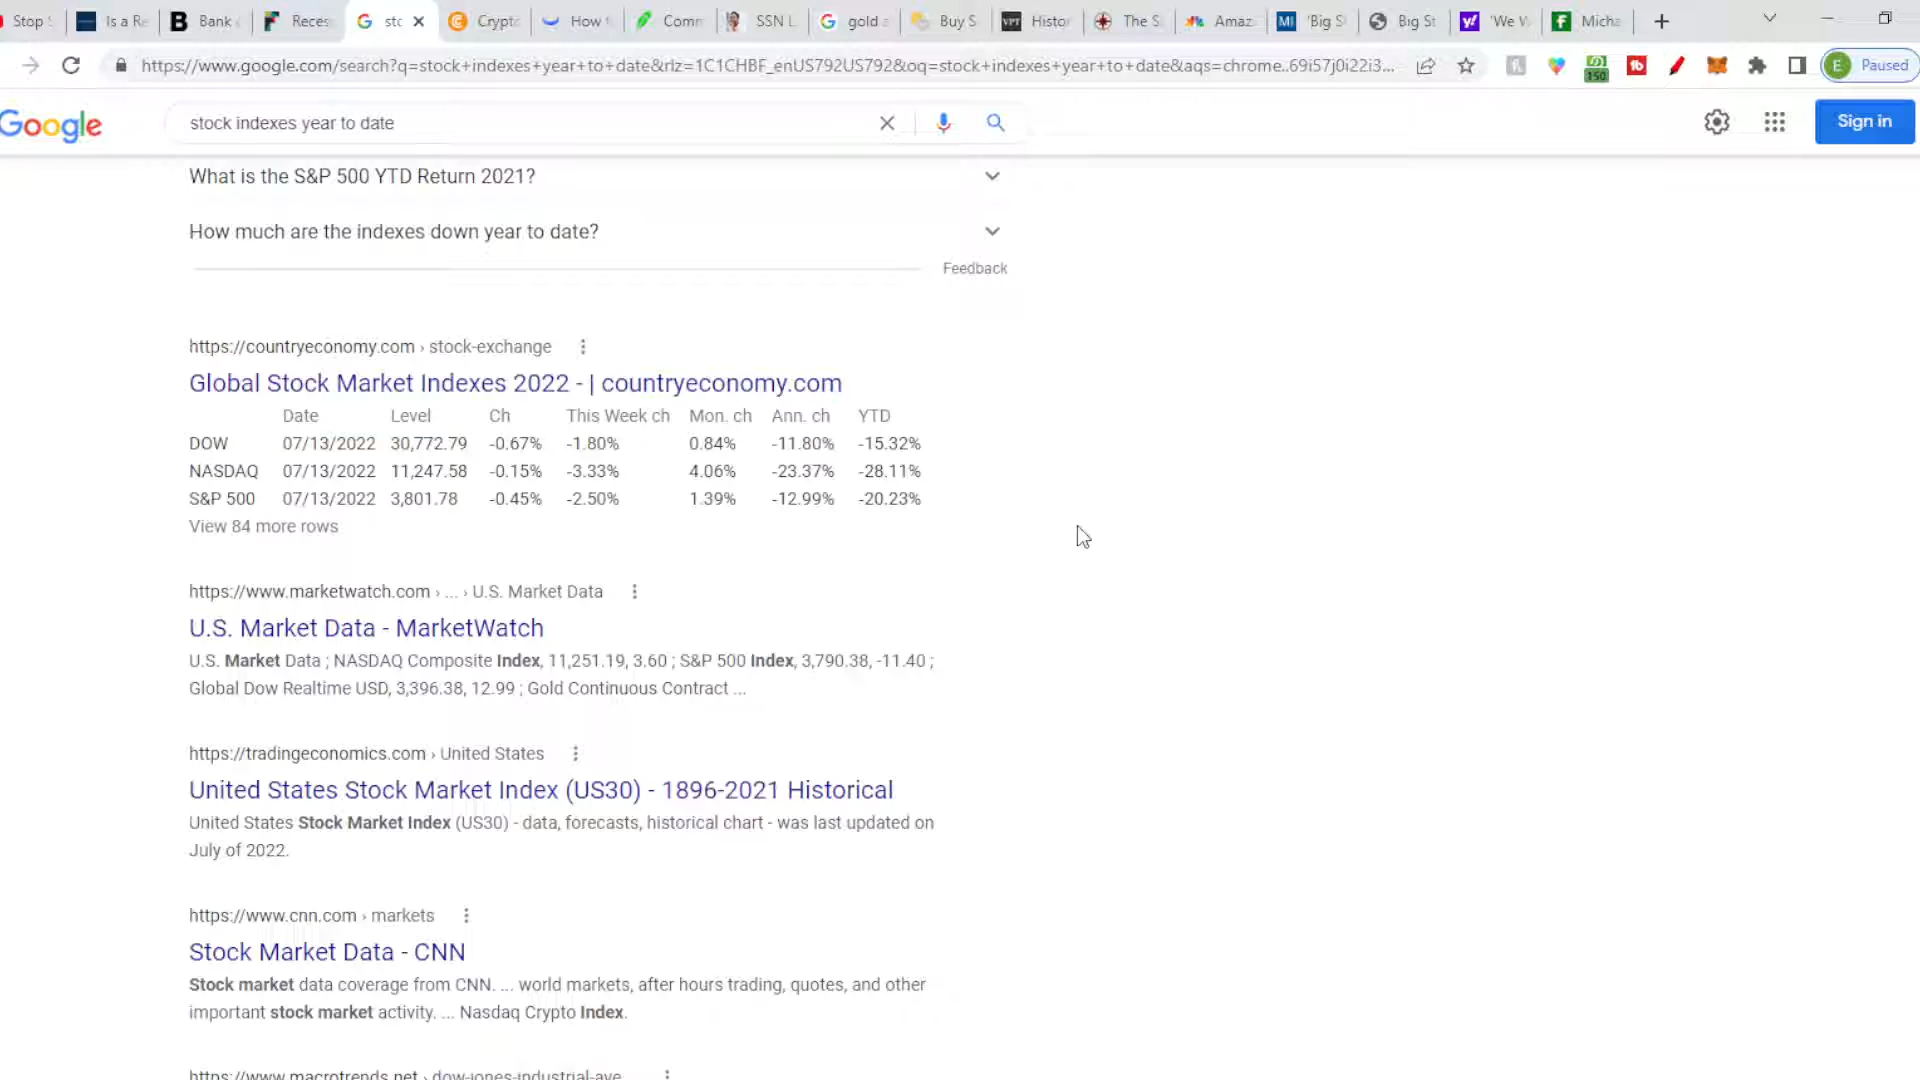 Stop
Is a Re
Bank
Reces
stc
Crypto
How t
Comm
SSN L
gold a
Buy S
VPT Histor
The S
Amaz
MI 'Big S
Big St
'We W
Micha
https://www.google.com/search?q=stock+indexes+year+to+date&rlz=1C1CHBF_enUS792US792&oq=stock+indexes+year+to+date&aqs=chrome..69i57j0i22i3...
150
E Paused
Google
stock indexes year to date
Sign in
What is the S&P 500 YTD Return 2021?
How much are the indexes down year to date?
Feedback
https://countryeconomy.com › stock-exchange
Global Stock Market Indexes 2022 - | countryeconomy.com
Date Level Ch This Week ch Mon. ch Ann. ch YTD
DOW 07/13/2022 30,772.79 -0.67% -1.80% 0.84% -11.80% -15.32%
NASDAQ 07/13/2022 11,247.58 -0.15% -3.33% 4.06% -23.37% -28.11%
S&P 500 07/13/2022 3,801.78 -0.45% -2.50% 1.39% -12.99% -20.23%
View 84 more rows
https://www.marketwatch.com › ... › U.S. Market Data
U.S. Market Data - MarketWatch
U.S. Market Data ; NASDAQ Composite Index, 11,251.19, 3.60 ; S&P 500 Index, 3,790.38, -11.40 ;
Global Dow Realtime USD, 3,396.38, 12.99 ; Gold Continuous Contract ...
https://tradingeconomics.com › United States
United States Stock Market Index (US30) - 1896-2021 Historical
United States Stock Market Index (US30) - data, forecasts, historical chart - was last updated on
July of 2022.
https://www.cnn.com › markets
Stock Market Data - CNN
Stock market data coverage from CNN. ... world markets, after hours trading, quotes, and other
important stock market activity. ... Nasdaq Crypto Index.
https://www.macrotrends.net › dow-jones-industrial-ave...